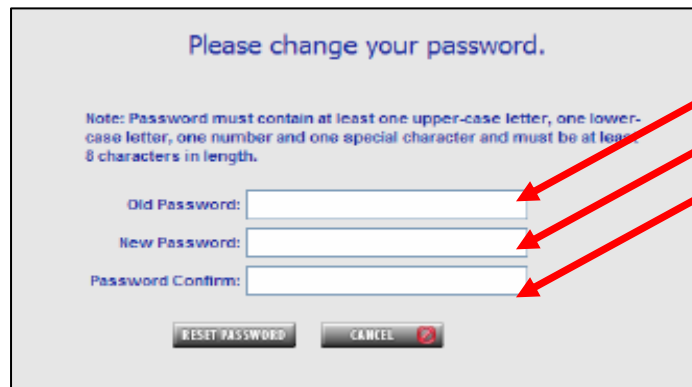 Please change your password.
Note: Password must contain at least one upper-case letter, one lower-
case letter, one number and one special character and must be at least
8 characters in length.
Old Password:
New Password:
Password Confirm:
RESET PASSWORD CANCEL